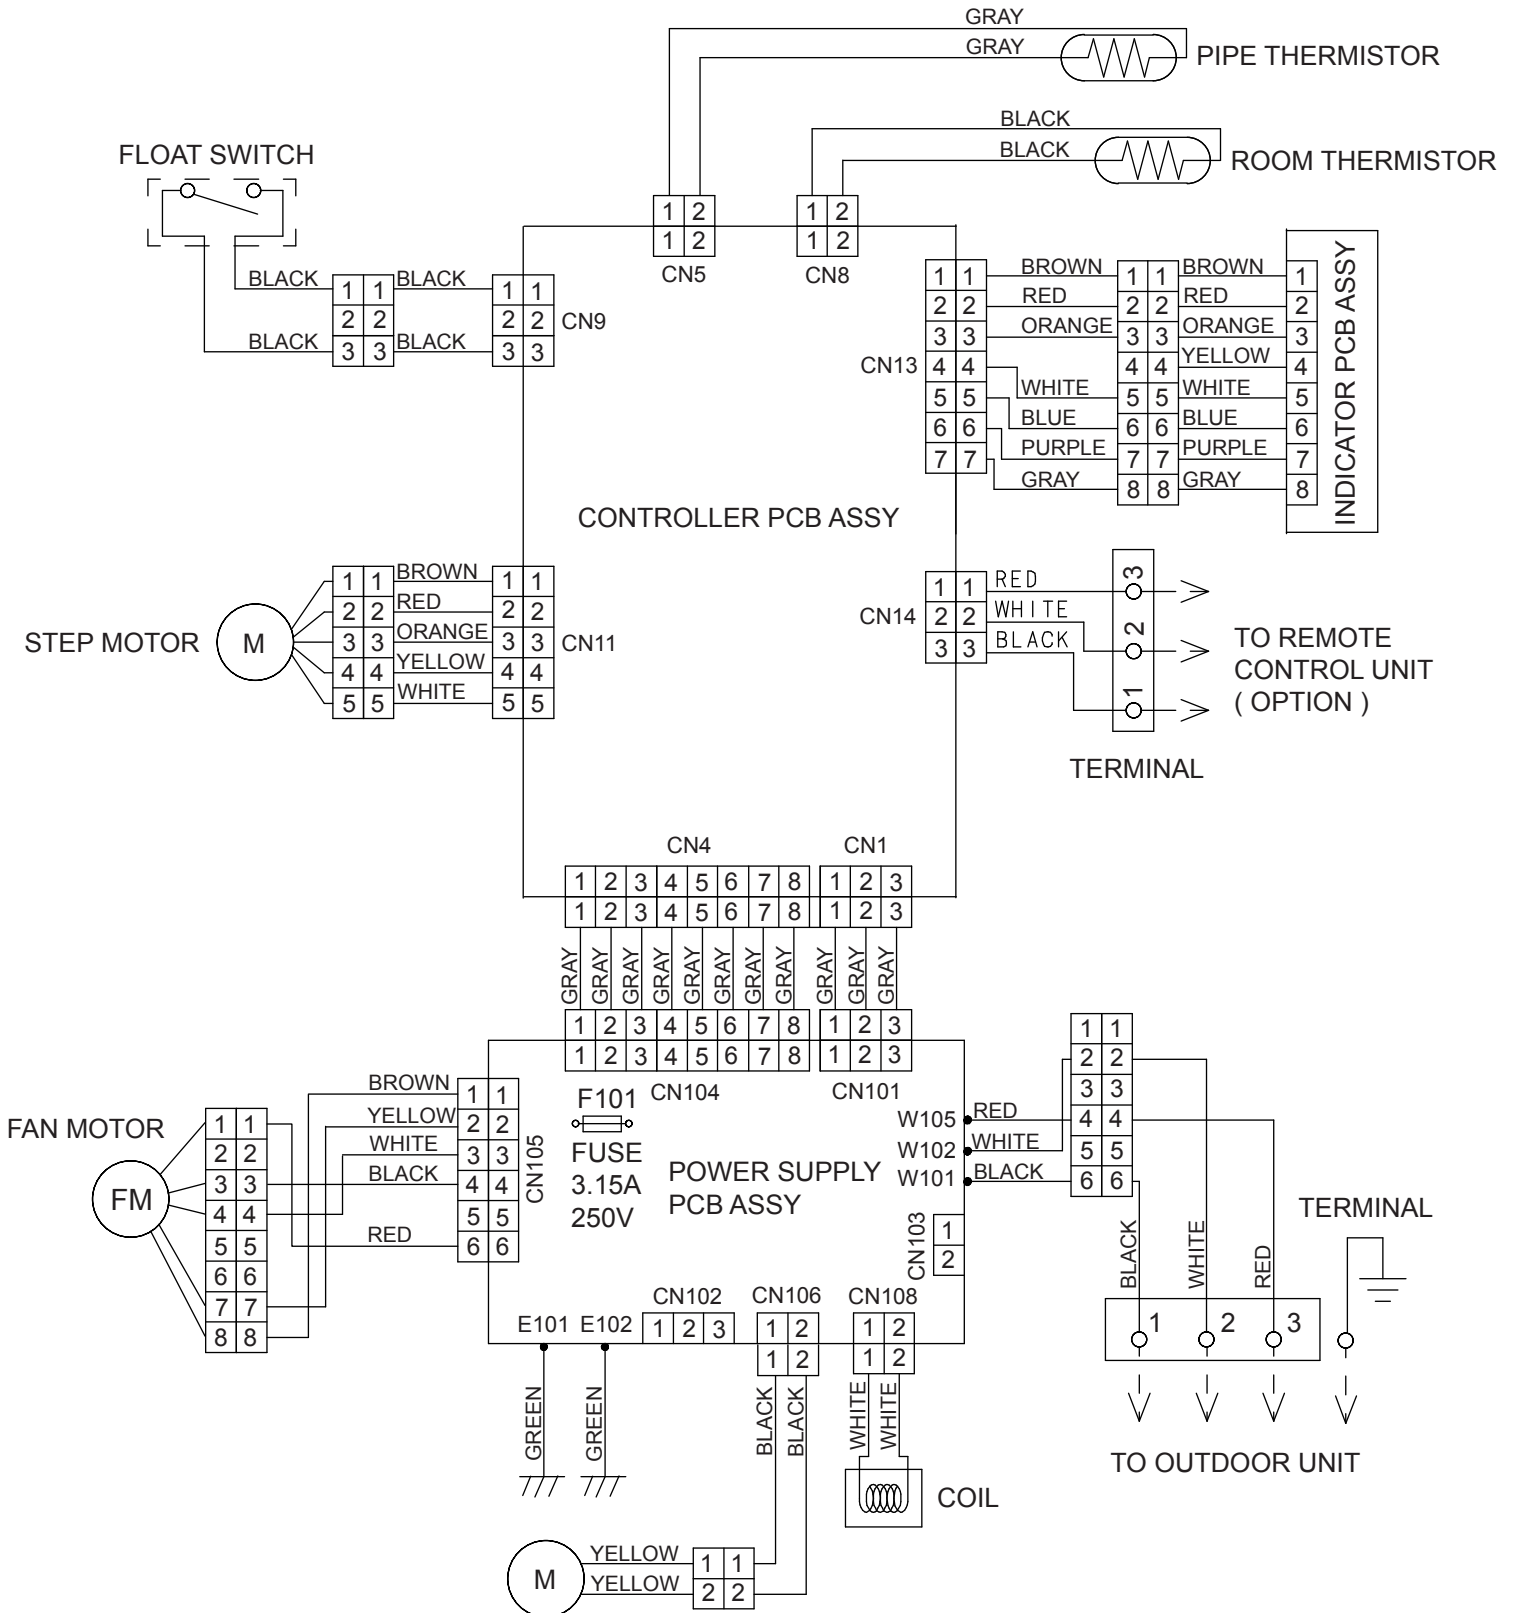 GRAY
GRAY
PIPE THERMISTOR
BLACK
BLACK
ROOM THERMISTOR
FLOAT SWITCH
1 2
1 2
CN5
1 2
1 2
CN8
BLACK 1 1 BLACK 1 1
2 2 2 2 CN9
BLACK 3 3 BLACK 3 3
CN13
1 1 BROWN 1 1 BROWN 1
2 2 RED 2 2 RED 2
3 3 ORANGE 3 3 ORANGE 3
4 4 4 4 YELLOW 4
5 5 WHITE 5 5 WHITE 5
6 6 BLUE 6 6 BLUE 6
7 7 PURPLE 7 7 PURPLE 7
GRAY 8 8 GRAY 8
INDICATOR PCB ASSY
CONTROLLER PCB ASSY
STEP MOTOR
M
1 1 BROWN 1 1
2 2 RED 2 2
3 3 ORANGE 3 3 CN11
4 4 YELLOW 4 4
5 5 WHITE 5 5
CN14
1 1 RED 3
2 2 WHITE 2
3 3 BLACK 1
TO REMOTE
CONTROL UNIT
( OPTION )
TERMINAL
CN4
CN1
1 2 3 4 5 6 7 8 1 2 3
1 2 3 4 5 6 7 8 1 2 3
GRAY GRAY GRAY GRAY GRAY GRAY GRAY GRAY GRAY GRAY GRAY
1 2 3 4 5 6 7 8 1 2 3
1 2 3 4 5 6 7 8 1 2 3
CN104
CN101
FAN MOTOR
FM
1 1
2 2
3 3
4 4
5 5
6 6
7 7
8 8
BROWN 1 1
YELLOW 2 2
WHITE 3 3
BLACK 4 4
5 5
RED 6 6
CN105
F101
FUSE
3.15A
250V
POWER SUPPLY
PCB ASSY
W105 RED
W102 WHITE
W101 BLACK
1 1
2 2
3 3
4 4
5 5
6 6
CN103
1
2
BLACK
WHITE
RED
TERMINAL
1 2 3
TO OUTDOOR UNIT
E101 E102
CN102
1 2 3
CN106
1 2
1 2
CN108
1 2
1 2
GREEN
GREEN
BLACK
BLACK
WHITE
WHITE
COIL
M
YELLOW 1 1
YELLOW 2 2